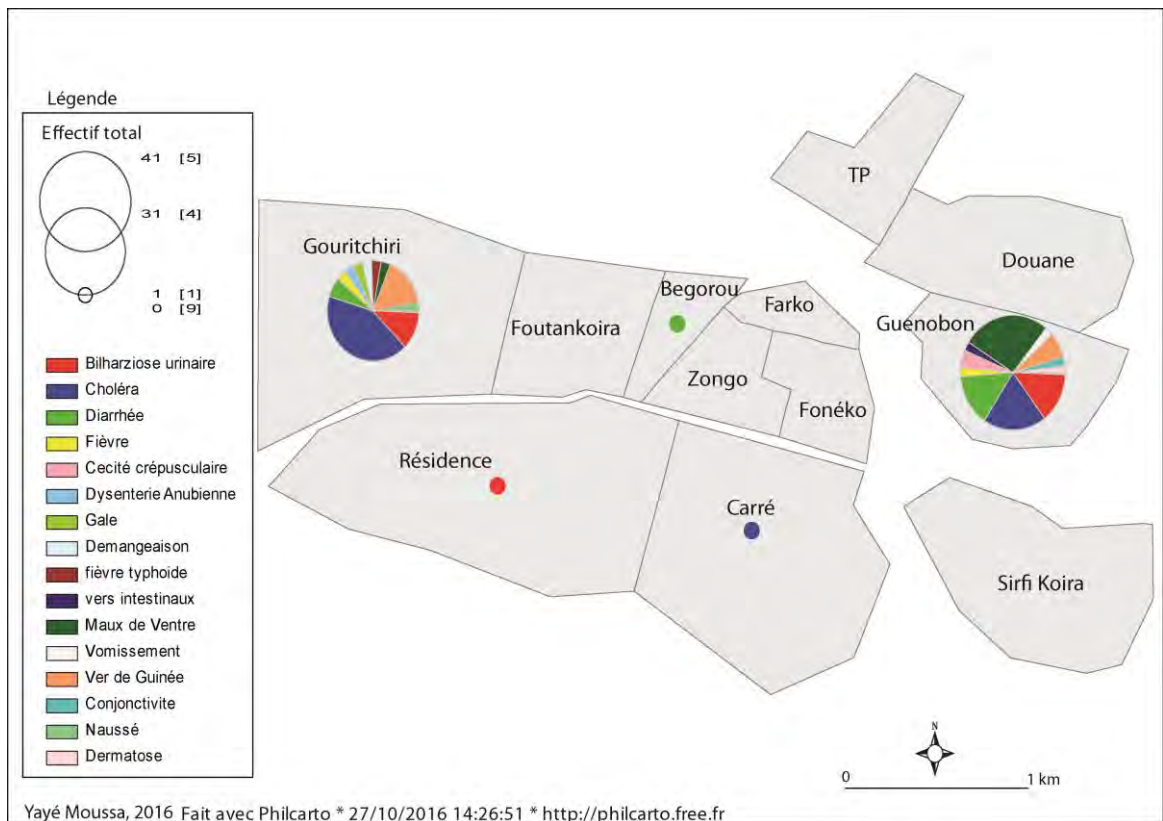 Légende
Effectif total
41 [5]
31 [4]
1 [1]
0 [9]
Bilharziose urinaire
Choléra
Diarrhée
Fièvre
Cecité crépusculaire
Dysenterie Anubienne
Gale
Demangeaison
fièvre typhoide
vers intestinaux
Maux de Ventre
Vomissement
Ver de Guinée
Conjonctivite
Naussé
Dermatose
TP
Douane
Gouritchiri
Begorou
Farko
Guenobon
Foutankoira
Zongo
Fonéko
Résidence
Carré
Sirfi Koira
N
0 1 km
Yayé Moussa, 2016 Fait avec Philcarto * 27/10/2016 14:26:51 * http://philcarto.free.fr